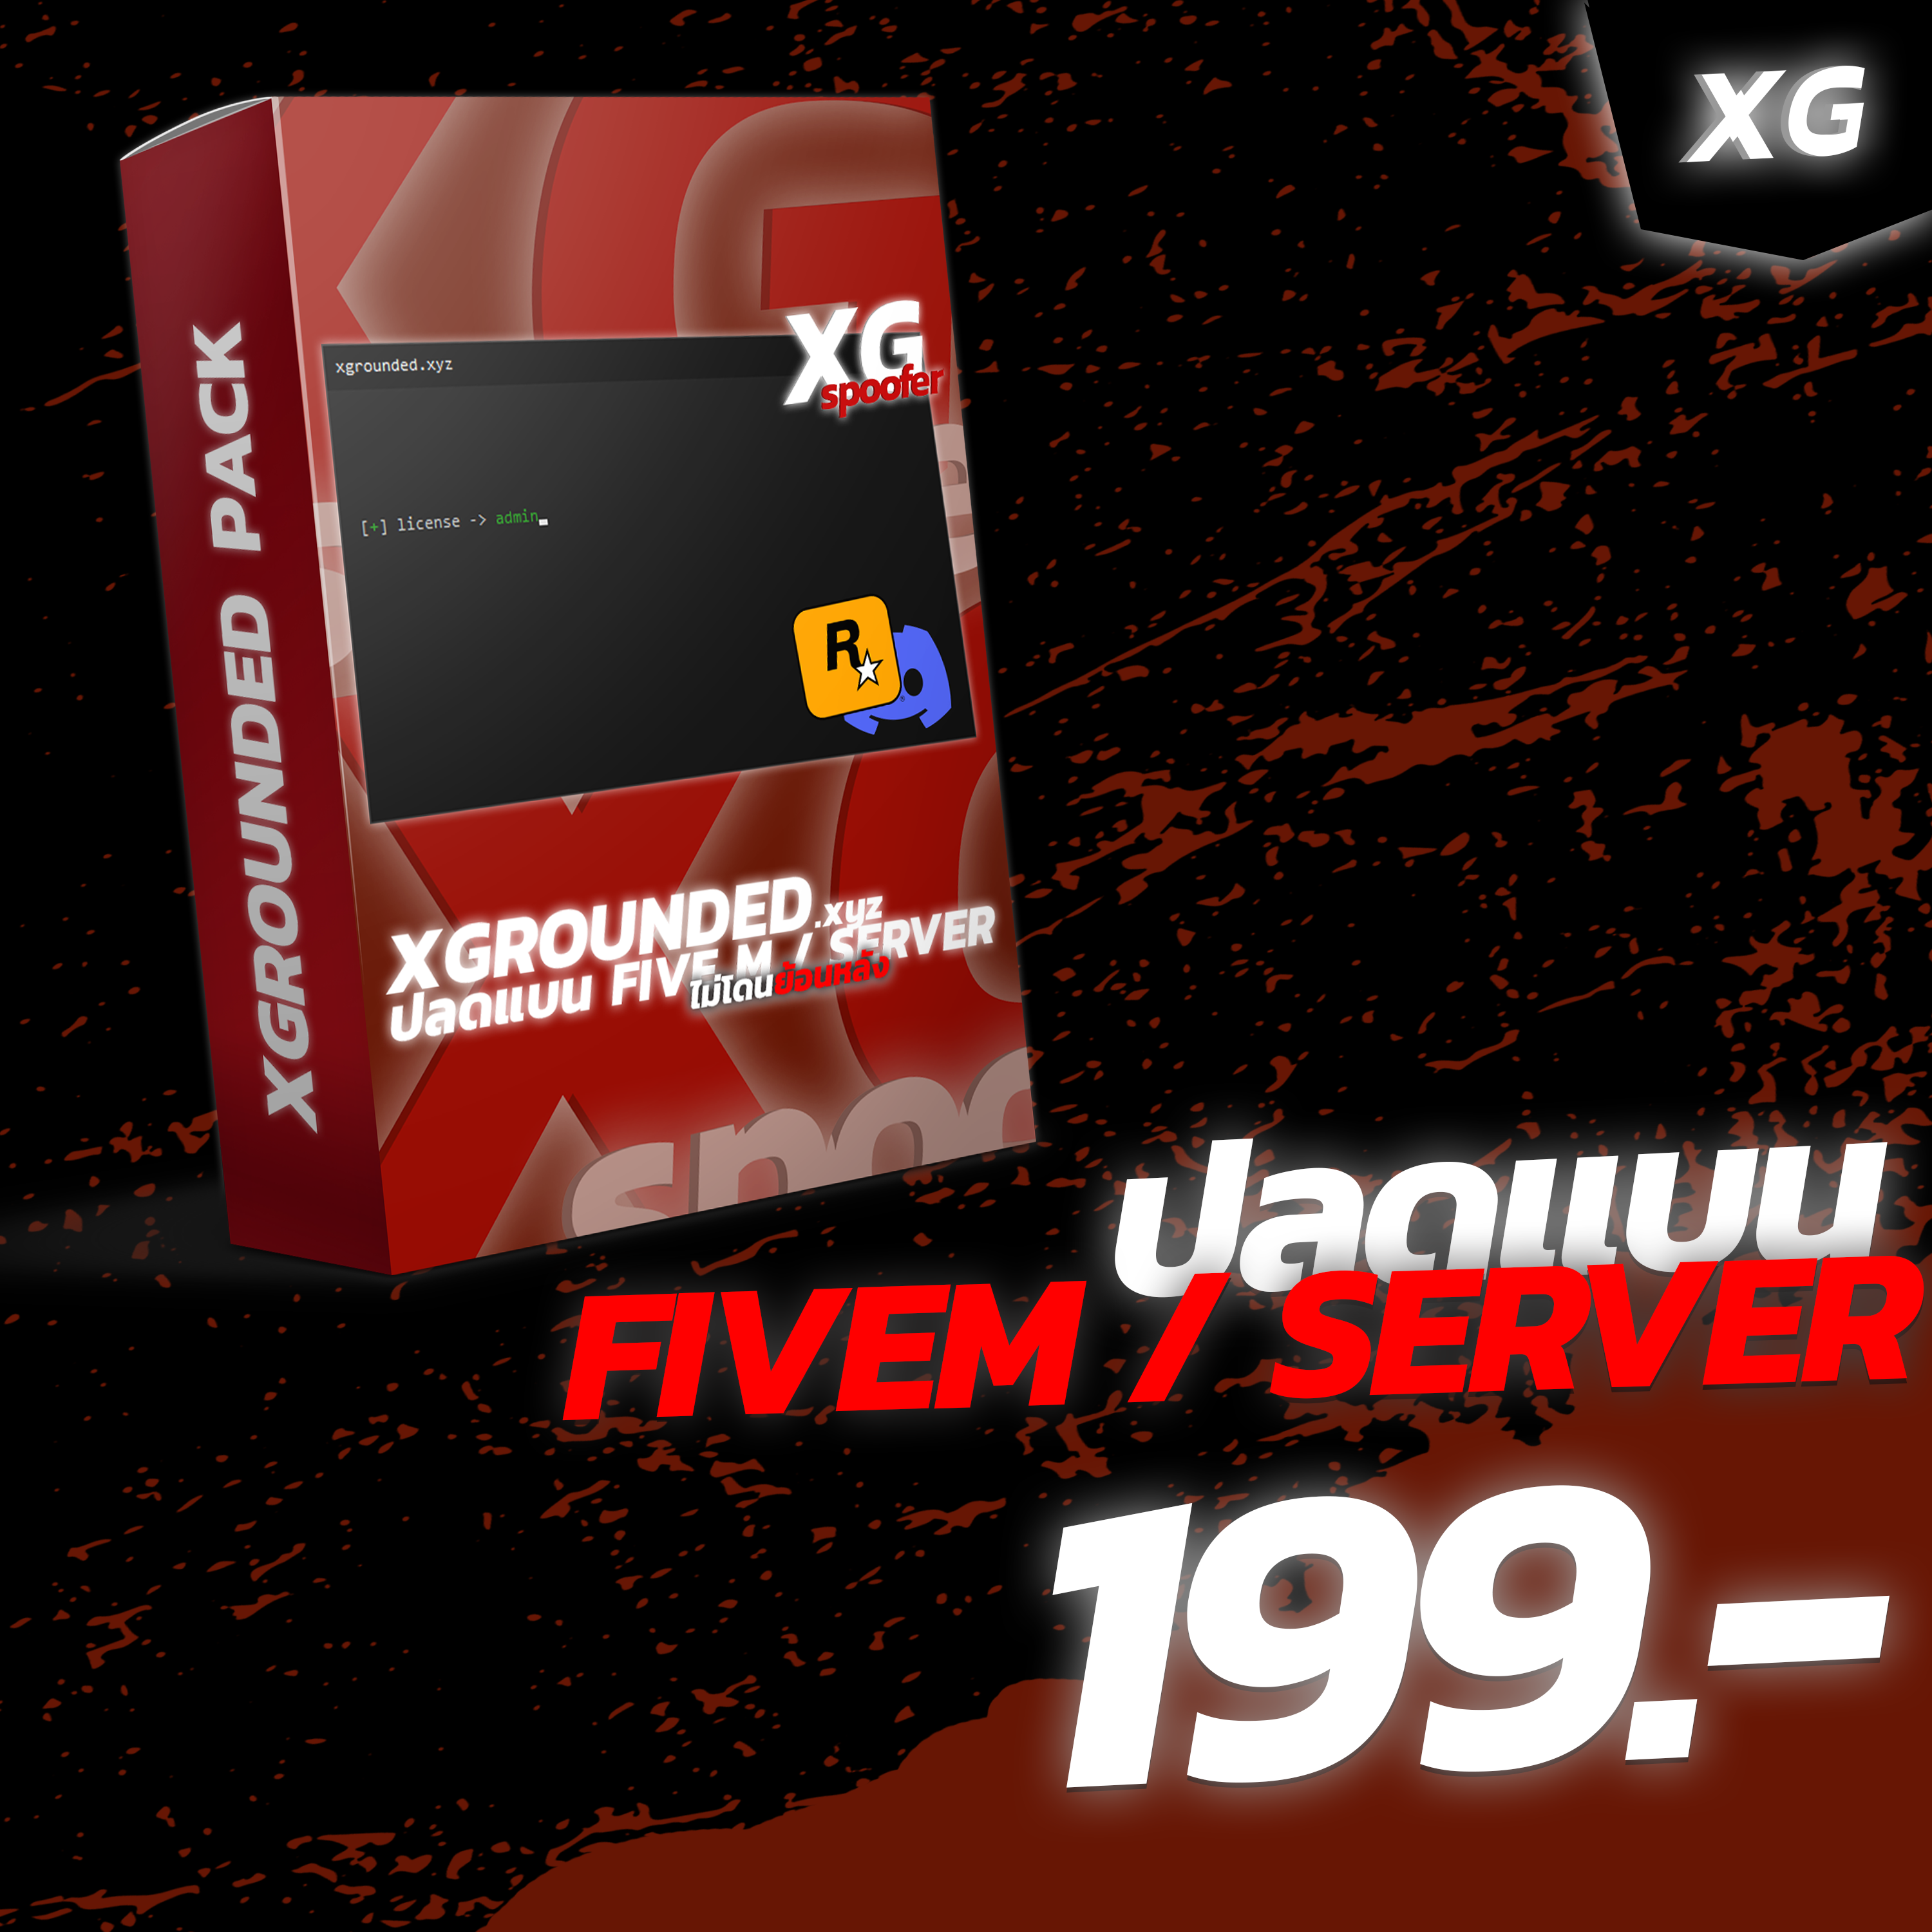 XG
XGROUNDED PACK
xgrounded.xyz
XG
spoofer
[+] license -> admin
R
XGROUNDED.xyz
ปลดแบน FIVE M / SERVER
ไม่โดนย้อนหลัง
ปลดแบน
FIVEM / SERVER
199.-